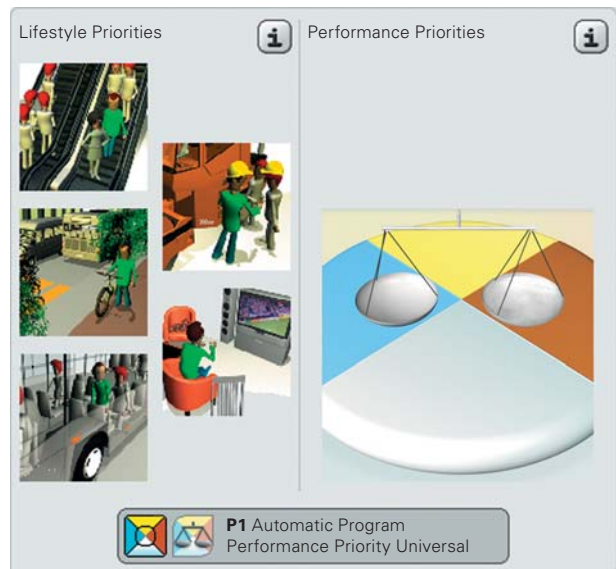 Lifestyle Priorities
i
Performance Priorities
i
P1 Automatic Program
Performance Priority Universal